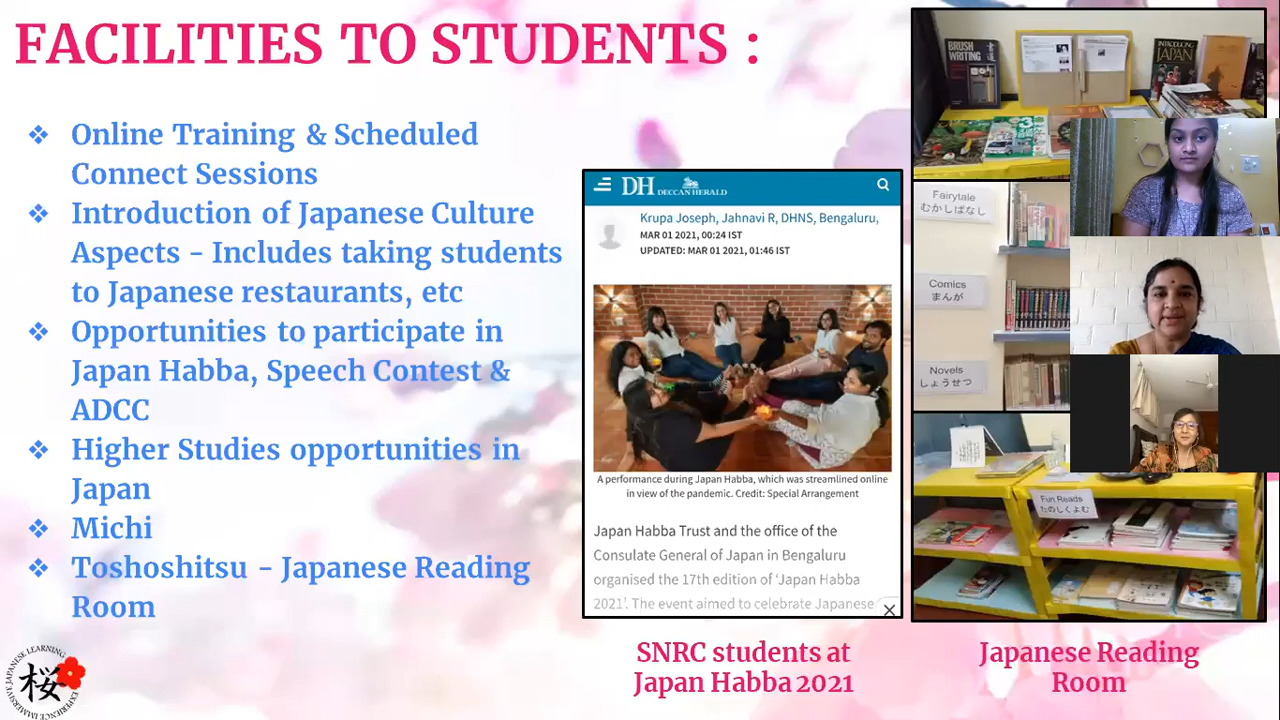 FACILITIES TO STUDENTS :
❖ Online Training & Scheduled
Connect Sessions
❖ Introduction of Japanese Culture
Aspects - Includes taking students
to Japanese restaurants, etc
❖ Opportunities to participate in
Japan Habba, Speech Contest &
ADCC
❖ Higher Studies opportunities in
Japan
❖ Michi
❖ Toshoshitsu - Japanese Reading
Room
DH DECCAN HERALD
Krupa Joseph, Jahnavi R, DHNS, Bengaluru,
MAR 01 2021, 00:24 IST
UPDATED: MAR 01 2021, 01:46 IST
A performance during Japan Habba, which was streamlined online
in view of the pandemic. Credit: Special Arrangement
Japan Habba Trust and the office of the
Consulate General of Japan in Bengaluru
organised the 17th edition of ‘Japan Habba
2021’. The event aimed to celebrate Japanese
SNRC students at
Japan Habba 2021
BRUSH
WRITING
INTRODUCING
JAPAN
Fairytale
むかしばなし
Comics
まんが
Novels
しょうせつ
Fun Reads
たのしくよむ
Japanese Reading
Room
桜
EXPERIENCE IMMERSIVE JAPANESE LEARNING